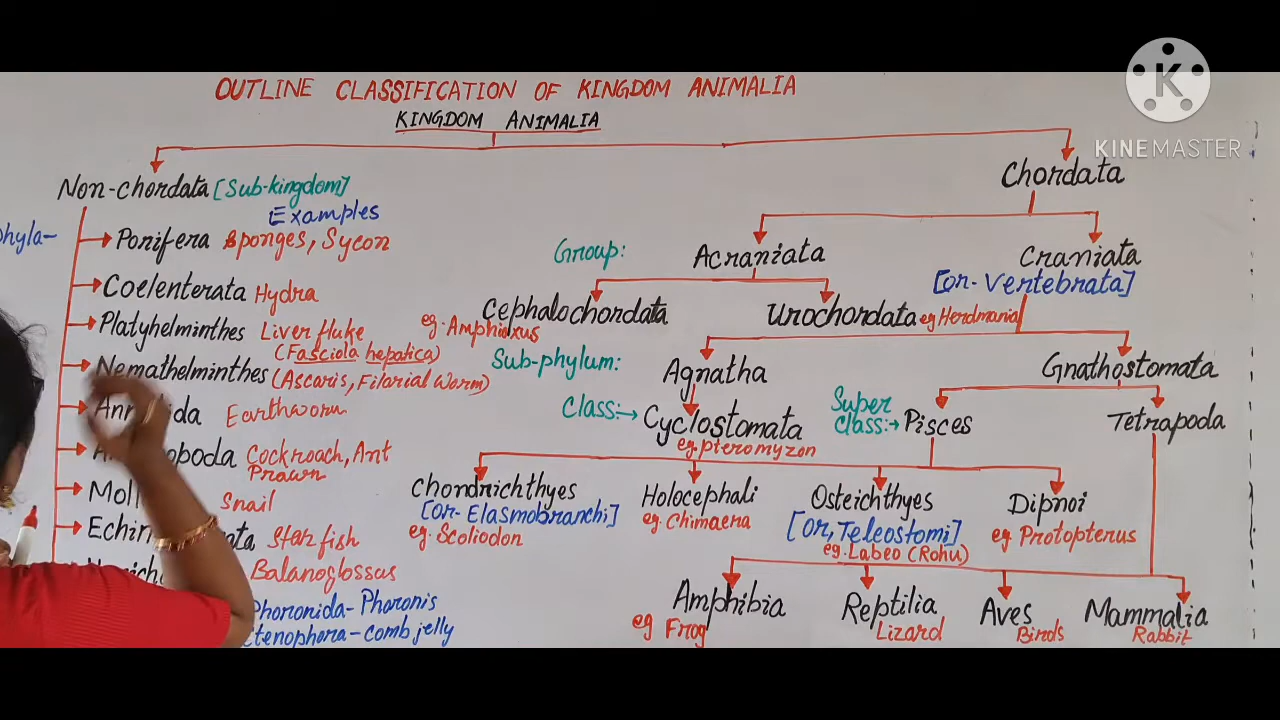 OUTLINE CLASSIFICATION OF KINGDOM ANIMALIA
KINGDOM ANIMALIA
KINEMASTER
Non-chordata [Sub-kingdom]
Examples
Porifera Sponges, Sycon
Coelenterata Hydra
Platyhelminthes Liver fluke
(Fasciola hepatica)
Nemathelminthes (Ascaris, Filarial Worm)
Earthworm
Cockroach, Ant
Prawn
Snail
Star fish
Balanoglossus
Phoronida - Phoronis
ctenophora - comb jelly
Chordata
Group: Acraniata Craniata
[or- Vertebrata]
Cephalochordata Urochordata eg Herdmania
eg. Amphioxus
Sub-phylum: Agnatha Gnathostomata
Class:→ Cyclostomata
eg. pteromyzon
Super
Class:→ Pisces Tetrapoda
Chondrichthyes Holocephali Osteichthyes Dipnoi
[or- Elasmobranchi] eg. Chimaera [or, Teleostomi] eg Protopterus
eg. Scoliodon eg. Labeo (Rohu)
Amphibia Reptilia Aves Mammalia
eg Frog Lizard Birds Rabbit